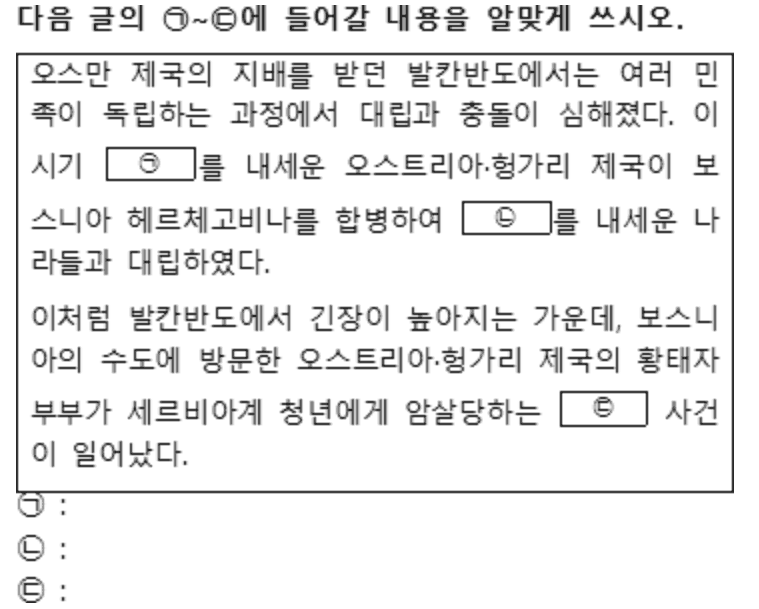 다음 글의 ㉠~㉢에 들어갈 내용을 알맞게 쓰시오.
오스만 제국의 지배를 받던 발칸반도에서는 여러 민
족이 독립하는 과정에서 대립과 충돌이 심해졌다. 이
시기 ㉠ 를 내세운 오스트리아·헝가리 제국이 보
스니아 헤르체고비나를 합병하여 ㉡ 를 내세운 나
라들과 대립하였다.
이처럼 발칸반도에서 긴장이 높아지는 가운데, 보스니
아의 수도에 방문한 오스트리아·헝가리 제국의 황태자
부부가 세르비아계 청년에게 암살당하는 ㉢ 사건
이 일어났다.
㉠ :
㉡ :
㉢ :